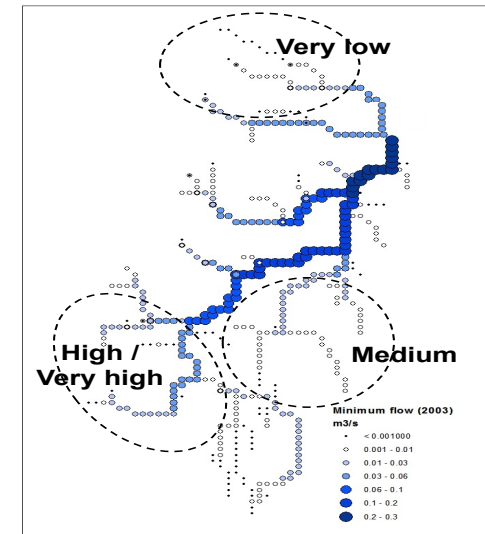 Very low
High /
Very high
Medium
Minimum flow (2003)
m3/s
< 0.001000
0.001 - 0.01
0.01 - 0.03
0.03 - 0.06
0.06 - 0.1
0.1 - 0.2
0.2 - 0.3